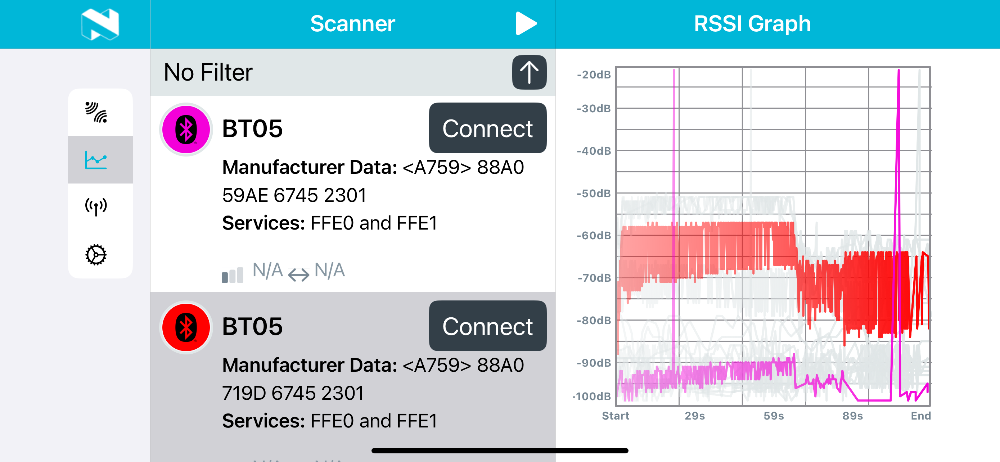 Scanner
RSSI Graph
No Filter
BT05
Connect
Manufacturer Data: <A759> 88A0
59AE 6745 2301
Services: FFE0 and FFE1
N/A N/A
BT05
Connect
Manufacturer Data: <A759> 88A0
719D 6745 2301
Services: FFE0 and FFE1
-20dB
-30dB
-40dB
-50dB
-60dB
-70dB
-80dB
-90dB
-100dB
Start 29s 59s 89s End